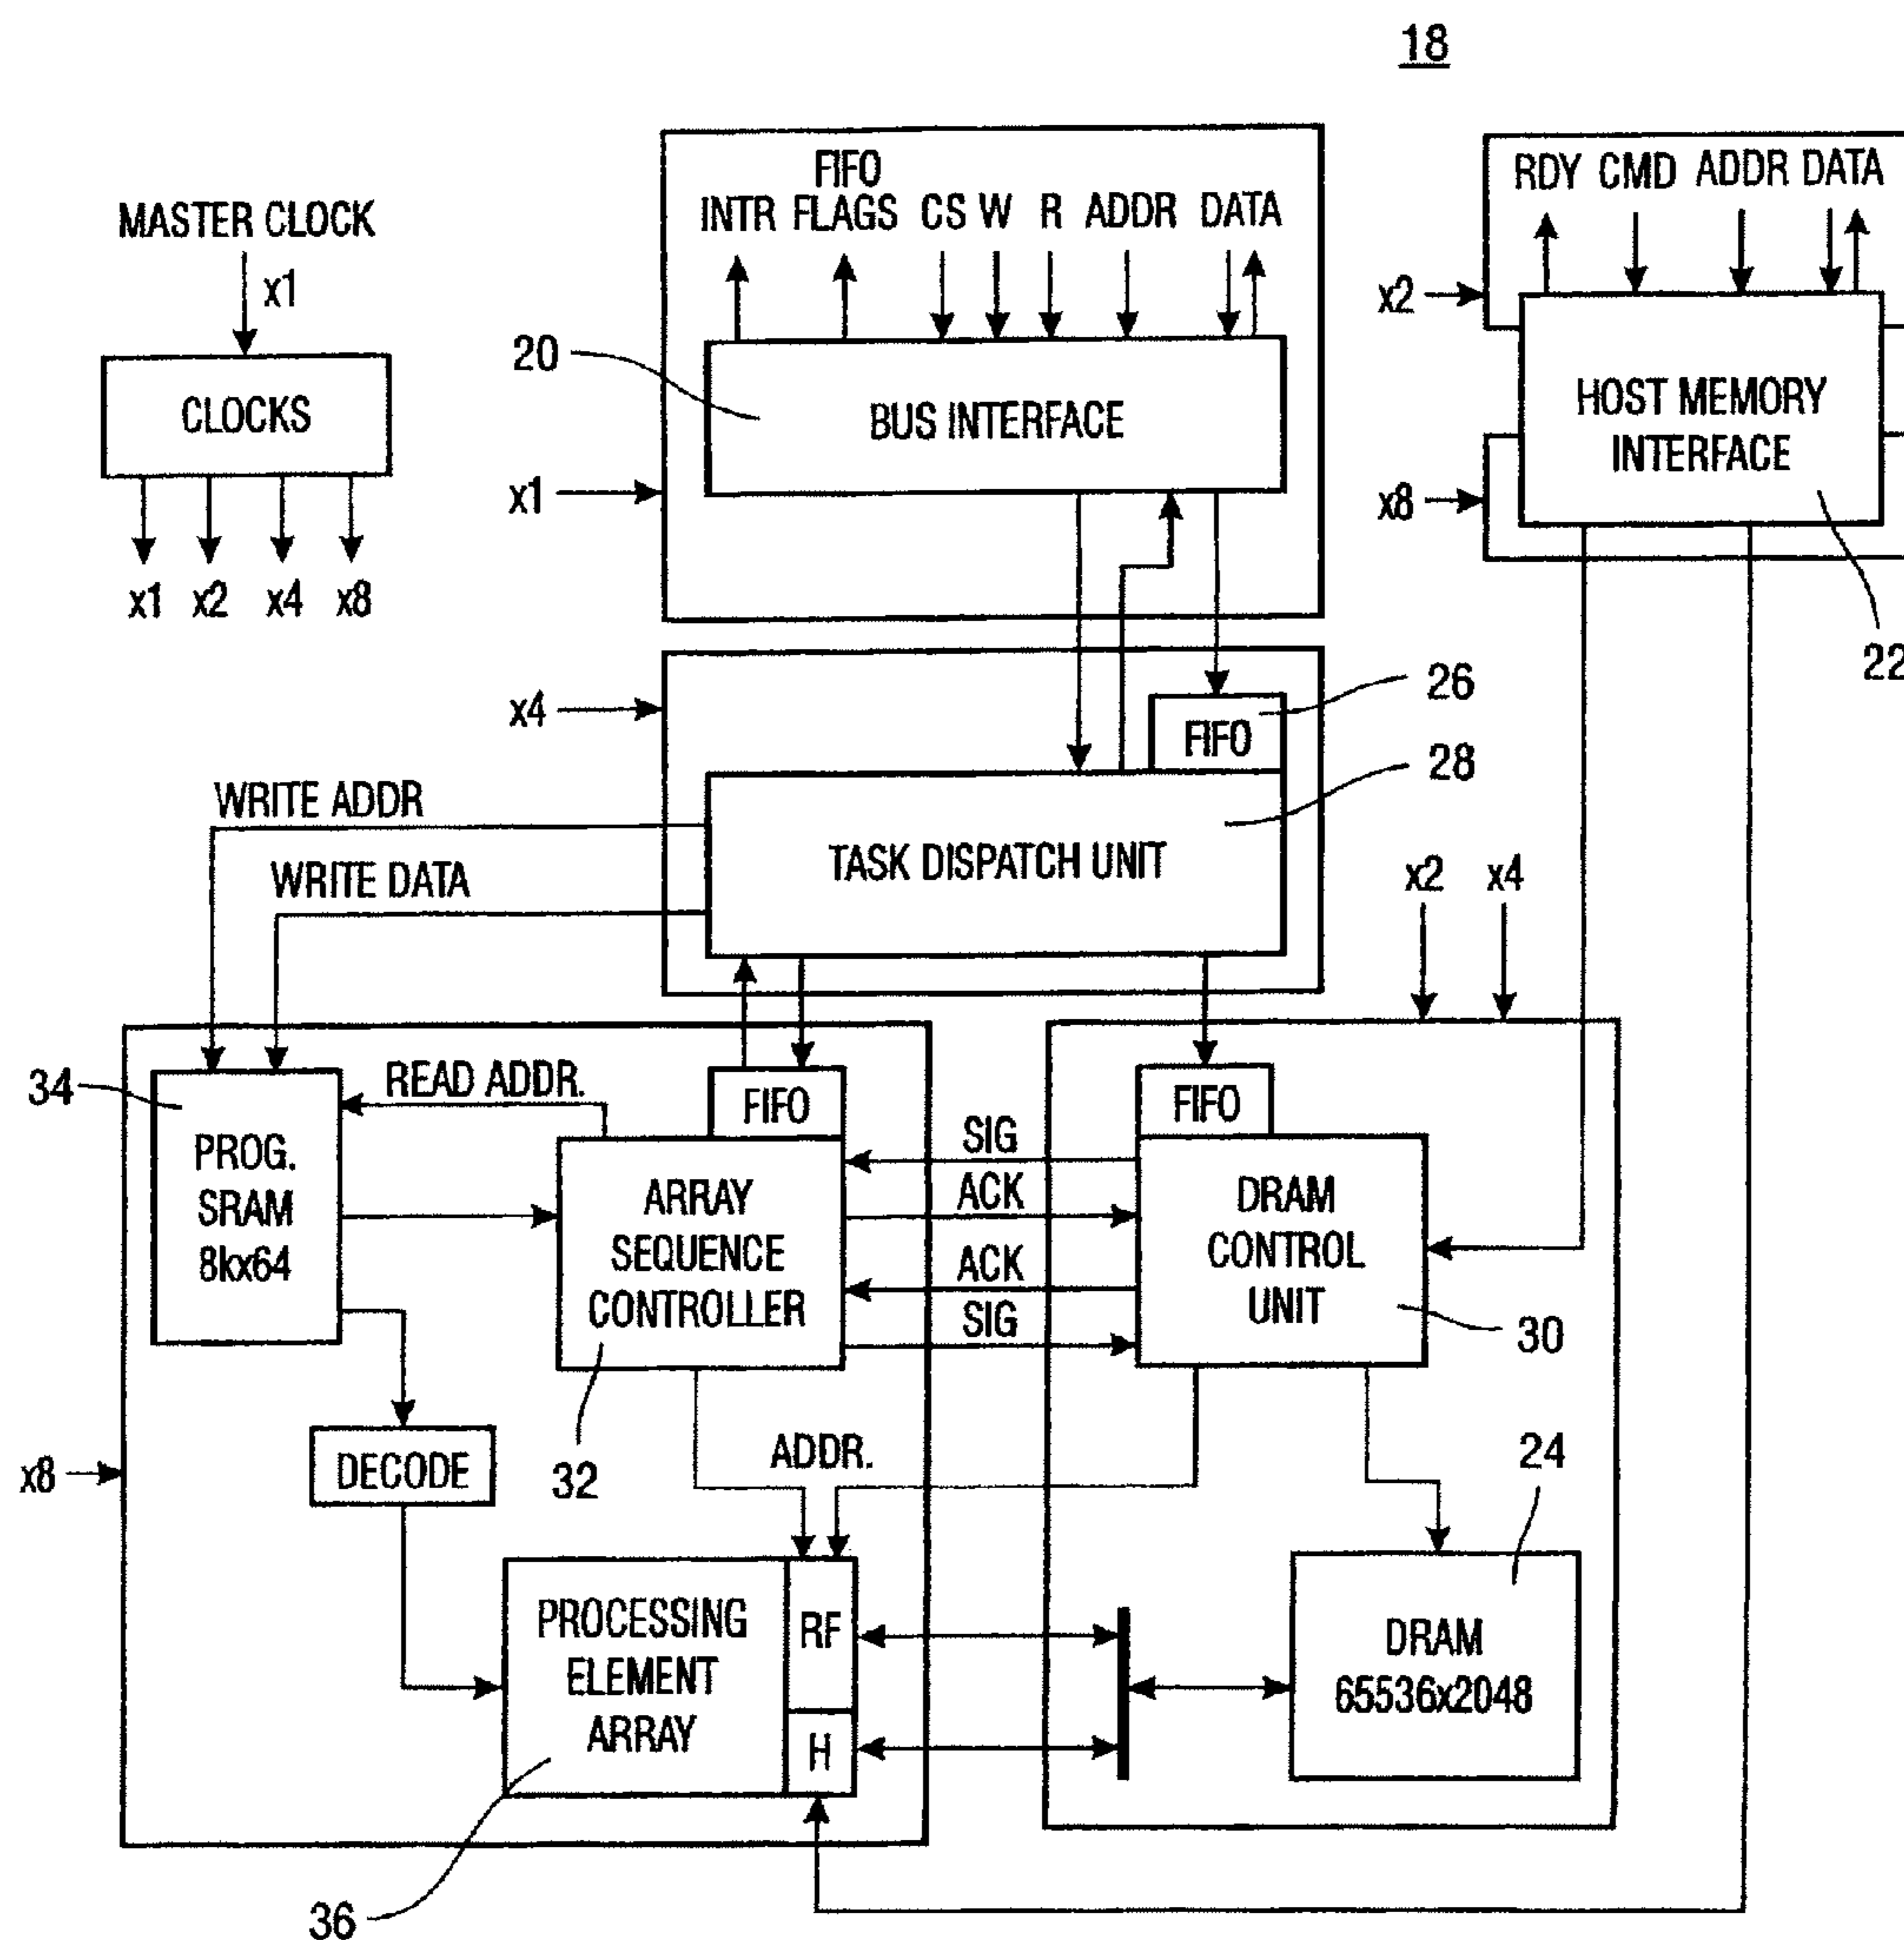 18
FIFO
INTR FLAGS CS W R ADDR DATA
RDY CMD ADDR DATA
MASTER CLOCK
x1
CLOCKS
x1 x2 x4 x8
20
BUS INTERFACE
x1
x2
HOST MEMORY
INTERFACE
x8
22
x4
FIFO
26
28
TASK DISPATCH UNIT
WRITE ADDR
WRITE DATA
x2 x4
34
READ ADDR.
FIFO
FIFO
PROG.
SRAM
8kx64
ARRAY
SEQUENCE
CONTROLLER
SIG
ACK
ACK
SIG
DRAM
CONTROL
UNIT
30
x8
DECODE
32
ADDR.
24
PROCESSING
ELEMENT
ARRAY
RF
H
DRAM
65536x2048
36